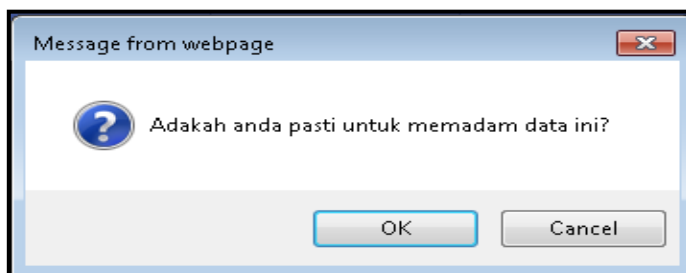 Message from webpage
Adakah anda pasti untuk memadam data ini?
OK
Cancel